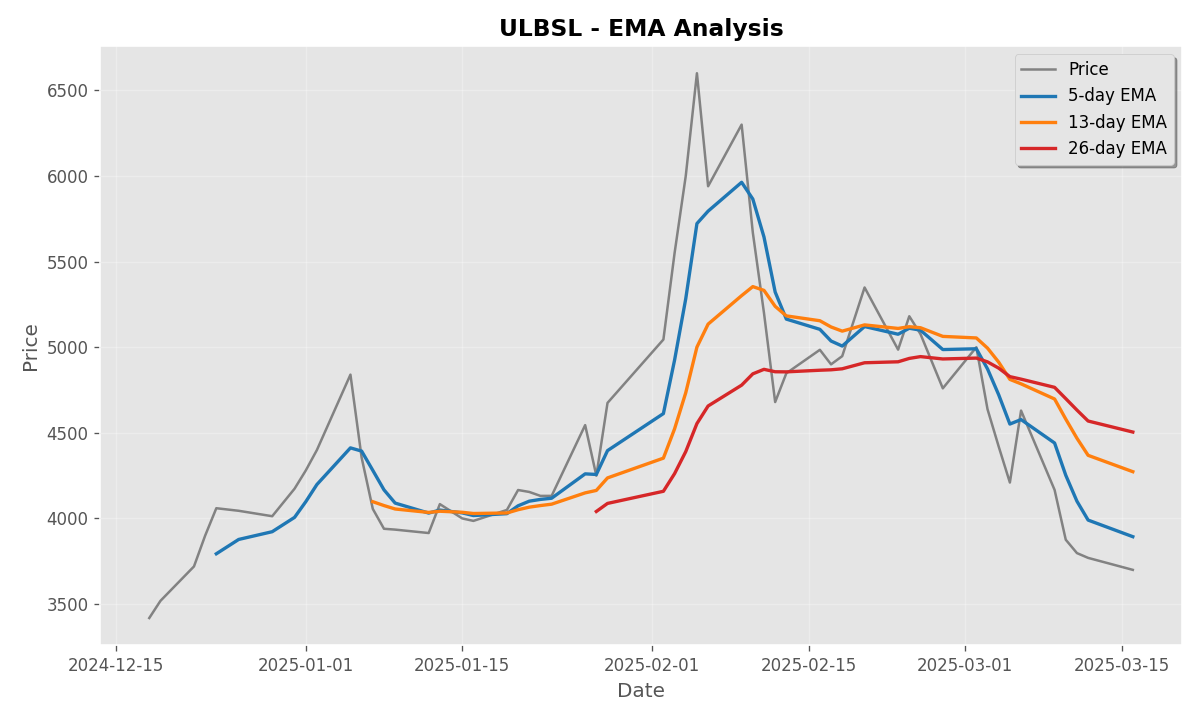 ULBSL - EMA Analysis
Price
5-day EMA
13-day EMA
26-day EMA
6500
6000
5500
5000
4500
4000
3500
Price
2024-12-15
2025-01-01
2025-01-15
2025-02-01
2025-02-15
2025-03-01
2025-03-15
Date